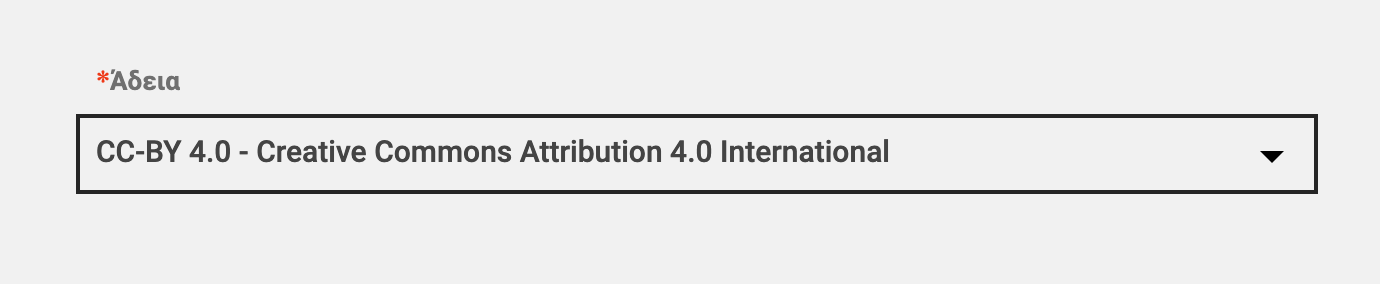 *Άδεια
CC-BY 4.0 - Creative Commons Attribution 4.0 International